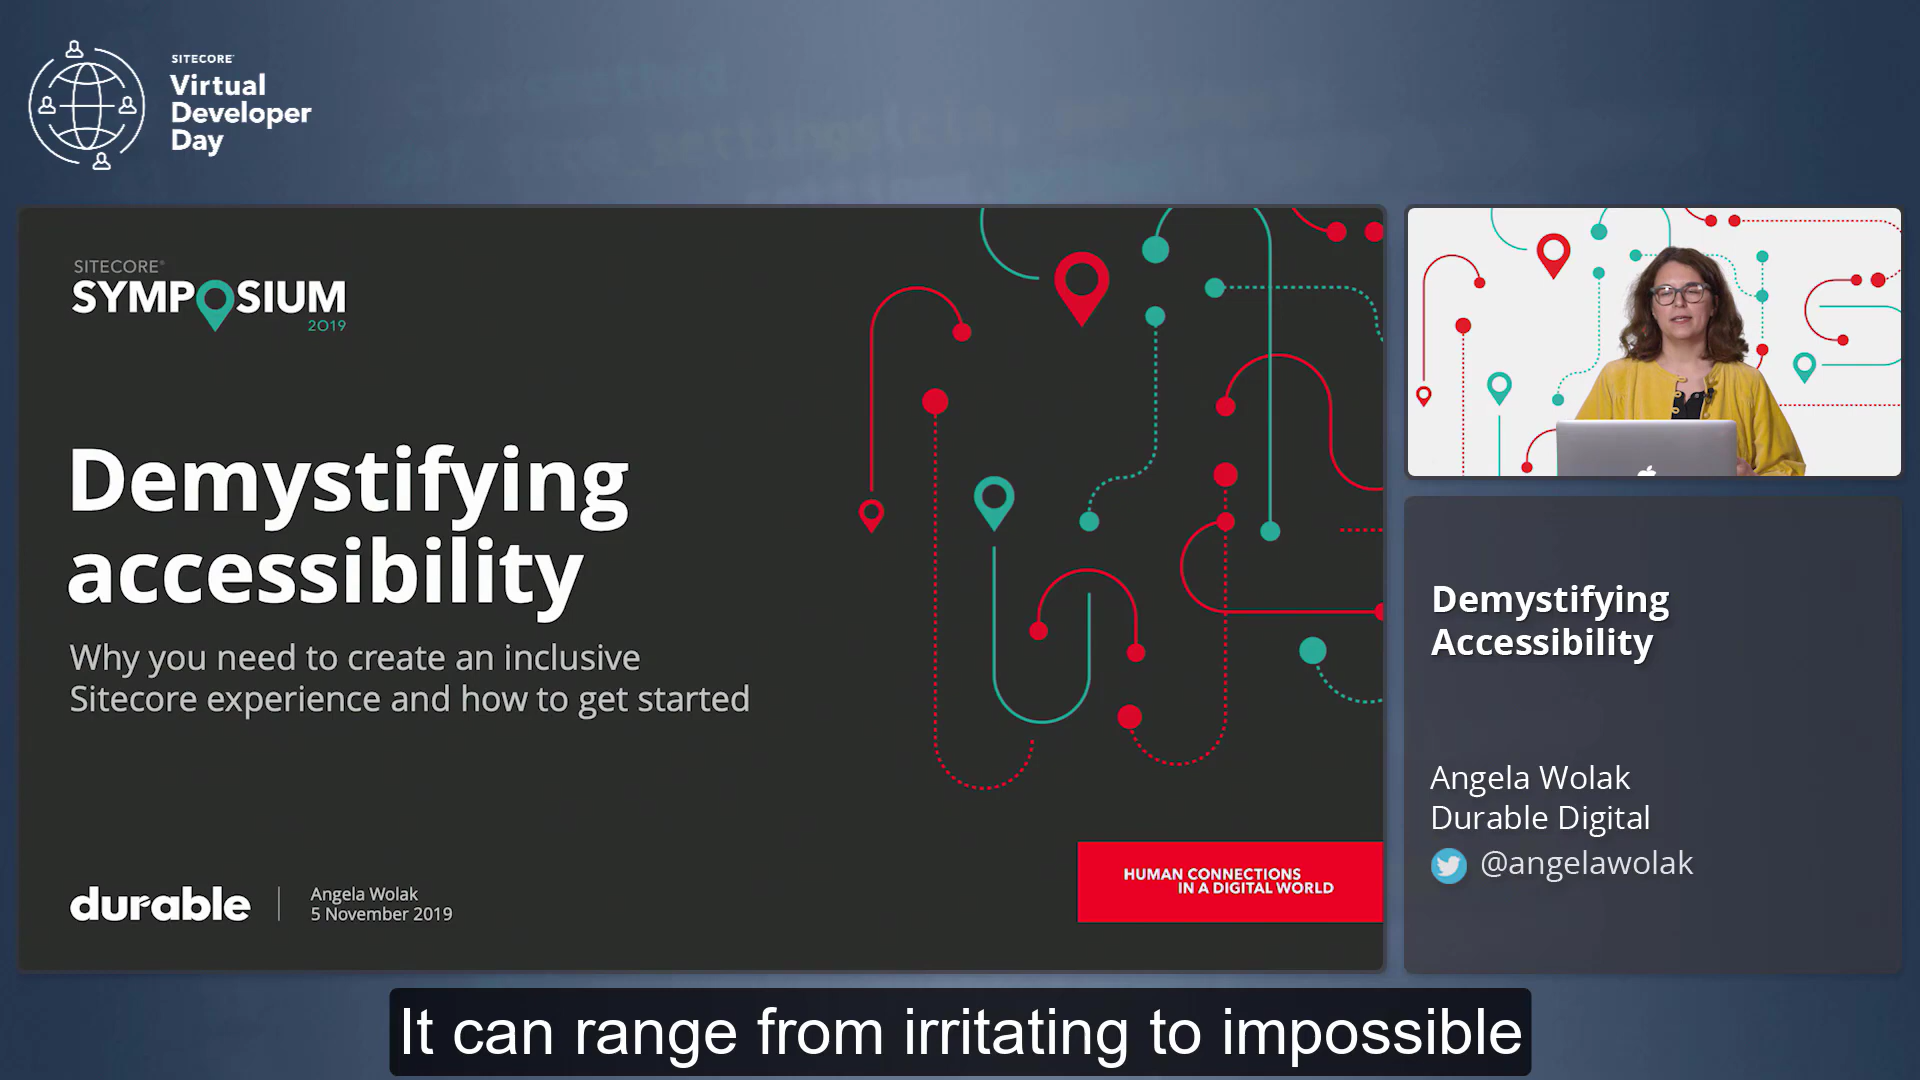 SITECORE
Virtual
Developer
Day
SITECORE®
SYMPOSIUM
2019
Demystifying
accessibility
Why you need to create an inclusive
Sitecore experience and how to get started
durable
Angela Wolak
5 November 2019
HUMAN CONNECTIONS
IN A DIGITAL WORLD
Demystifying
Accessibility
Angela Wolak
Durable Digital
@angelawolak
It can range from irritating to impossible